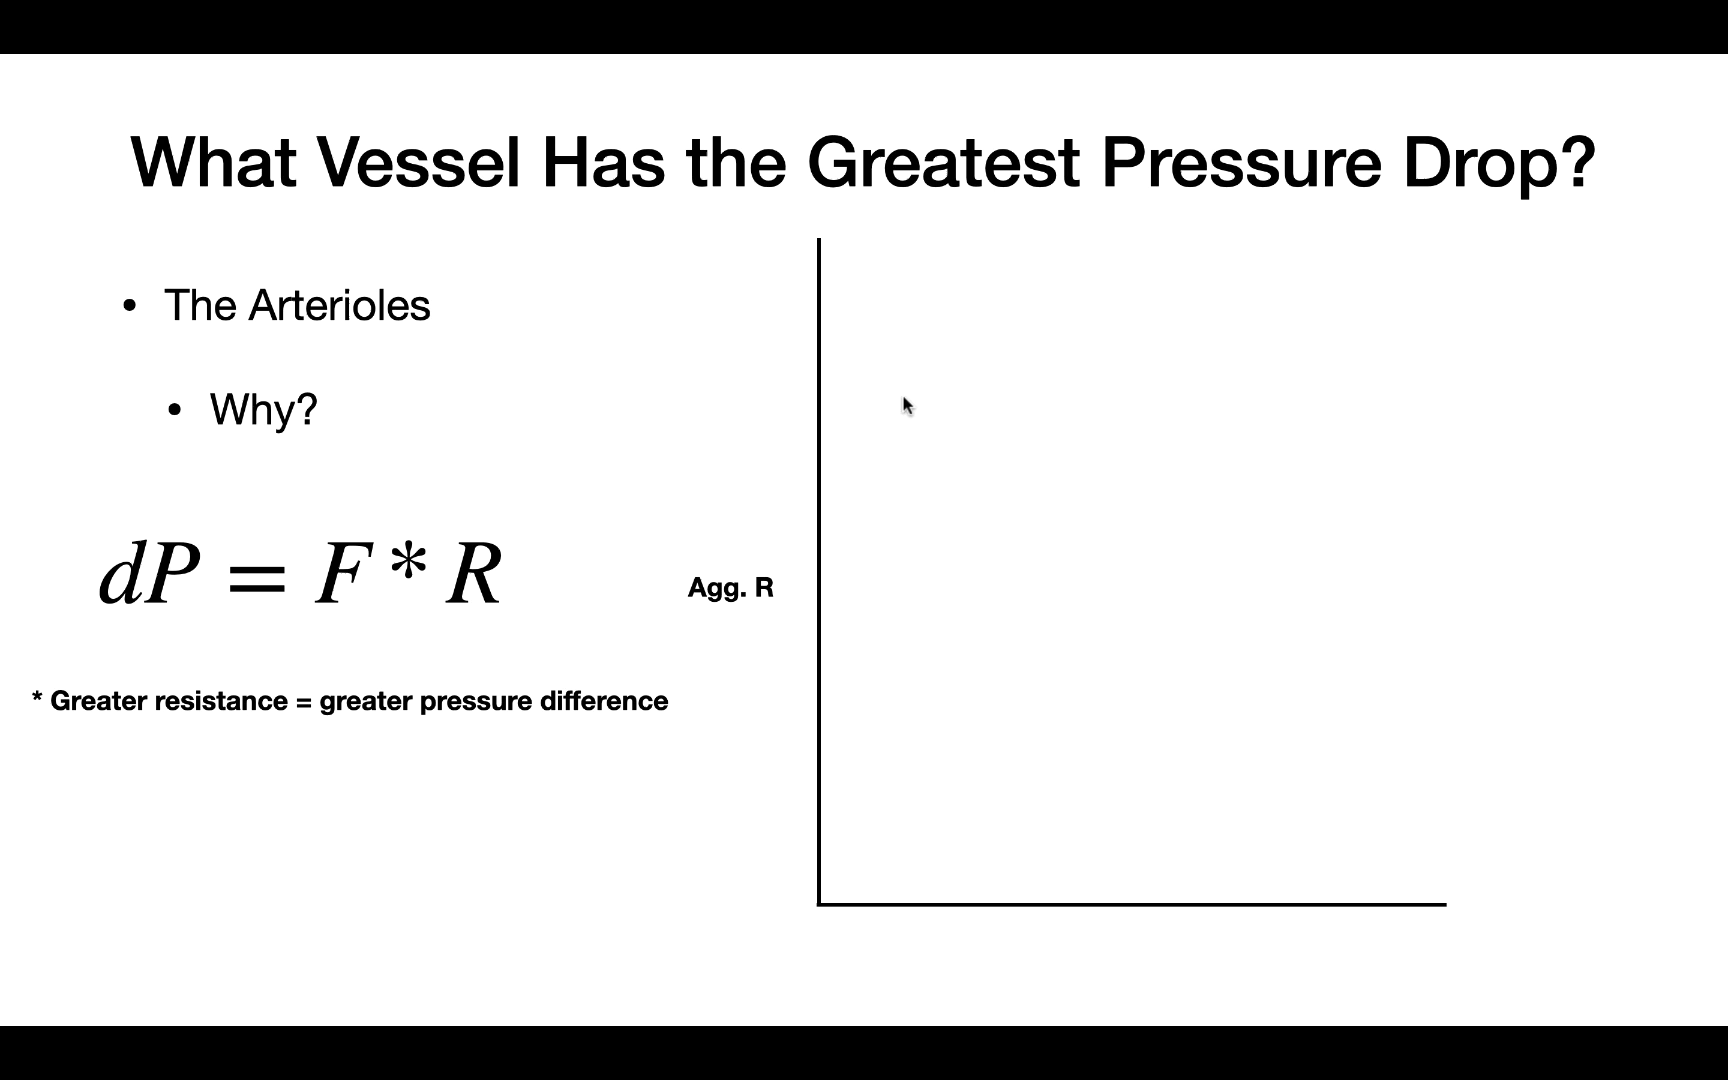 What Vessel Has the Greatest Pressure Drop?
• The Arterioles
• Why?
dP = F * R
Agg. R
* Greater resistance = greater pressure difference